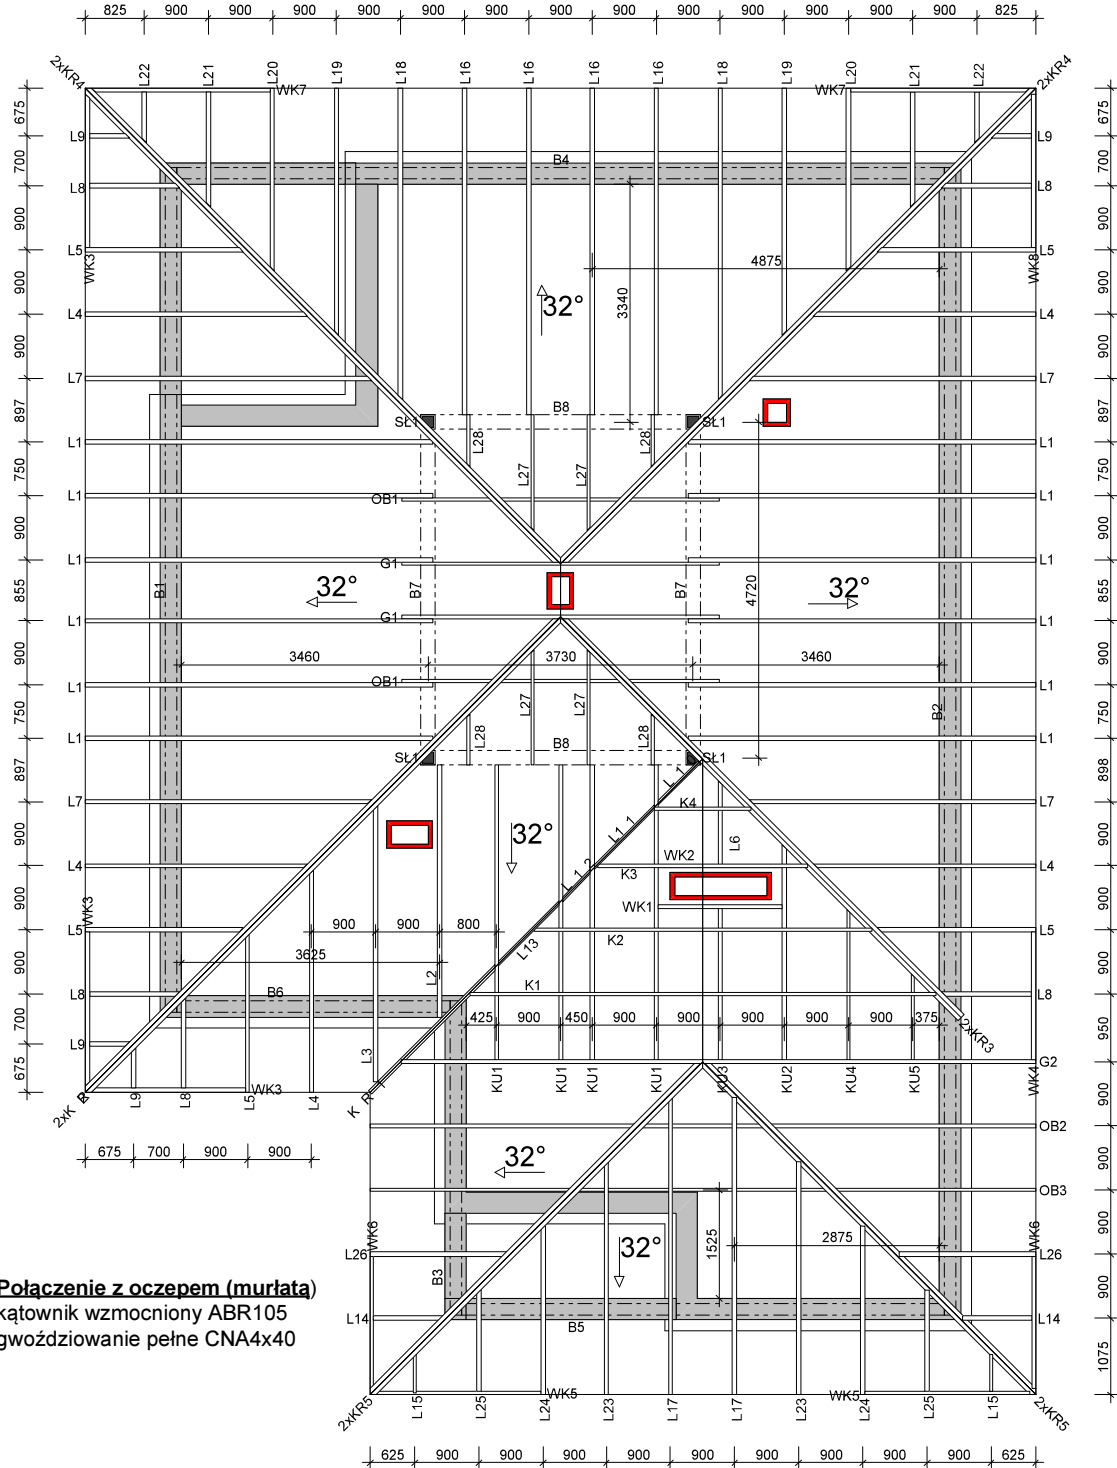 825 900 900 900 900 900 900 900 900 900 900 900 900 900 825
2xKR4 L22 L21 L20 L19 L18 L16 L16 L16 L16 L18 L19 L20 L21 L22 2xKR4
WK7 WK7
675 L9 L9 675
700 B4 700
L8 L8
900 900
L5 4875 L5
WK3 WK8
900 32° 3340 900
L4 L4
900 900
L7 L7
897 B8 897
SŁ1 SŁ1
L1 L28 L28 L1
750 L27 L27 750
L1 OB1 L1
900 900
L1 G1 L1
855 B1 32° B7 B7 4720 32° 855
L1 G1 L1
900 3460 3730 3460 900
L1 OB1 L1
750 L27 L27 B2 750
L1 L28 B8 L28 L1
SŁ1 SŁ1
897 L 1 898
L7 K4 L7
900 32° L1 1 L6 900
WK2
L4 L 1 2 K3 L4
900 WK3 WK1 900
900 900 800
L5 L13 K2 L5
900 3625 L2 900
L8 B6 K1 L8
700 425 900 450 900 900 900 900 375 950
2xKR3
L9 L3 G2
675 KU1 KU1 KU1 KU1 KU3 KU2 KU4 KU5 WK4
WK3 900
2xK R 2 L9 L8 L5 L4 K R
OB2
675 700 900 900 32° 900
OB3
WK6 32° 1525 2875 WK6 900
L26 L26
B3 900
Połączenie z oczepem (murłatą)
kątownik wzmocniony ABR105
gwoździowanie pełne CNA4x40
L14 B5 L14
1075
WK5 WK5
2xKR5 L15 L25 L24 L23 L17 L17 L23 L24 L25 L15 2xKR5
625 900 900 900 900 900 900 900 900 900 625